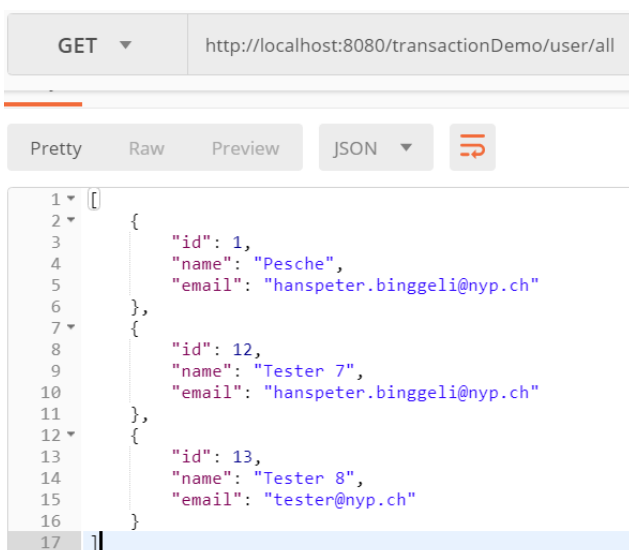 GET http://localhost:8080/transactionDemo/user/all
Pretty Raw Preview JSON
1 [
2 {
3 "id": 1,
4 "name": "Pesche",
5 "email": "hanspeter.binggeli@nyp.ch"
6 },
7 {
8 "id": 12,
9 "name": "Tester 7",
10 "email": "hanspeter.binggeli@nyp.ch"
11 },
12 {
13 "id": 13,
14 "name": "Tester 8",
15 "email": "tester@nyp.ch"
16 }
17 ]